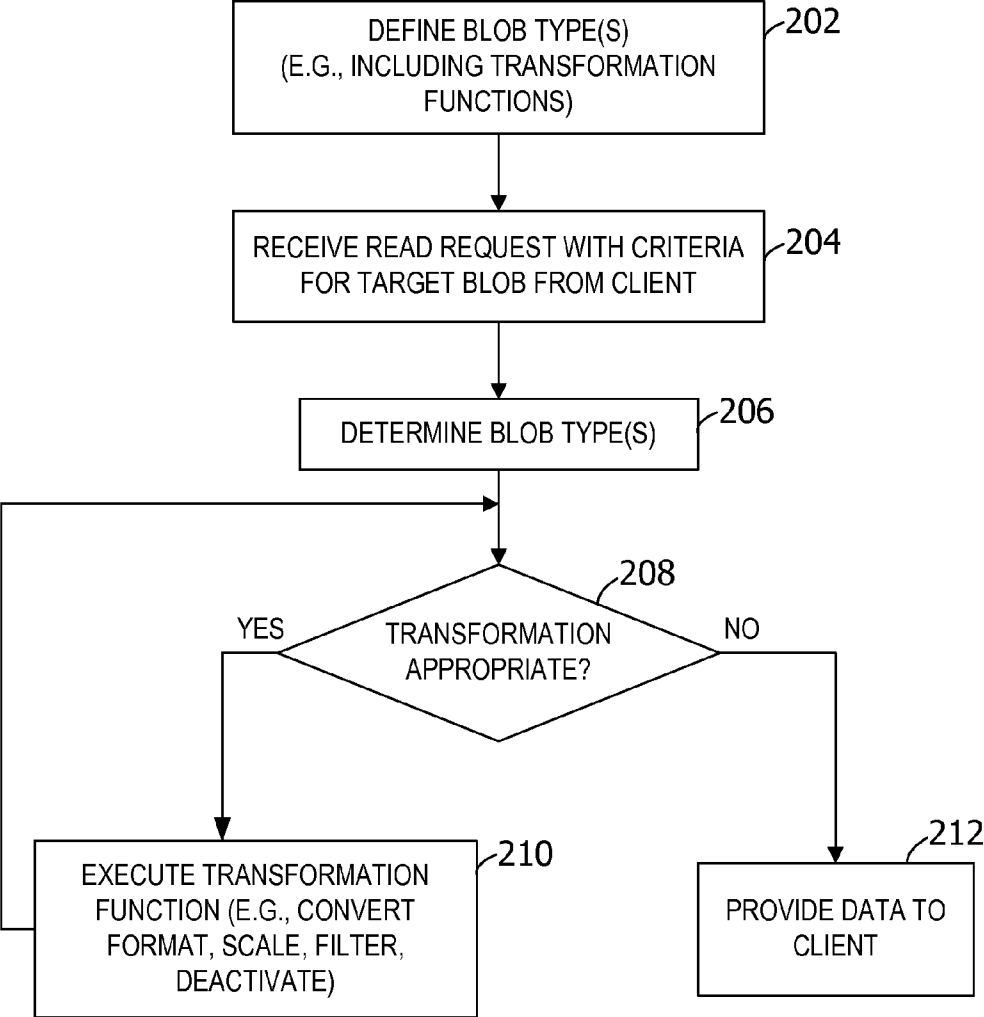 DEFINE BLOB TYPE(S)
(E.G., INCLUDING TRANSFORMATION
FUNCTIONS)
202
RECEIVE READ REQUEST WITH CRITERIA
FOR TARGET BLOB FROM CLIENT
204
DETERMINE BLOB TYPE(S)
206
208
YES
TRANSFORMATION
APPROPRIATE?
NO
EXECUTE TRANSFORMATION
FUNCTION (E.G., CONVERT
FORMAT, SCALE, FILTER,
DEACTIVATE)
210
212
PROVIDE DATA TO
CLIENT